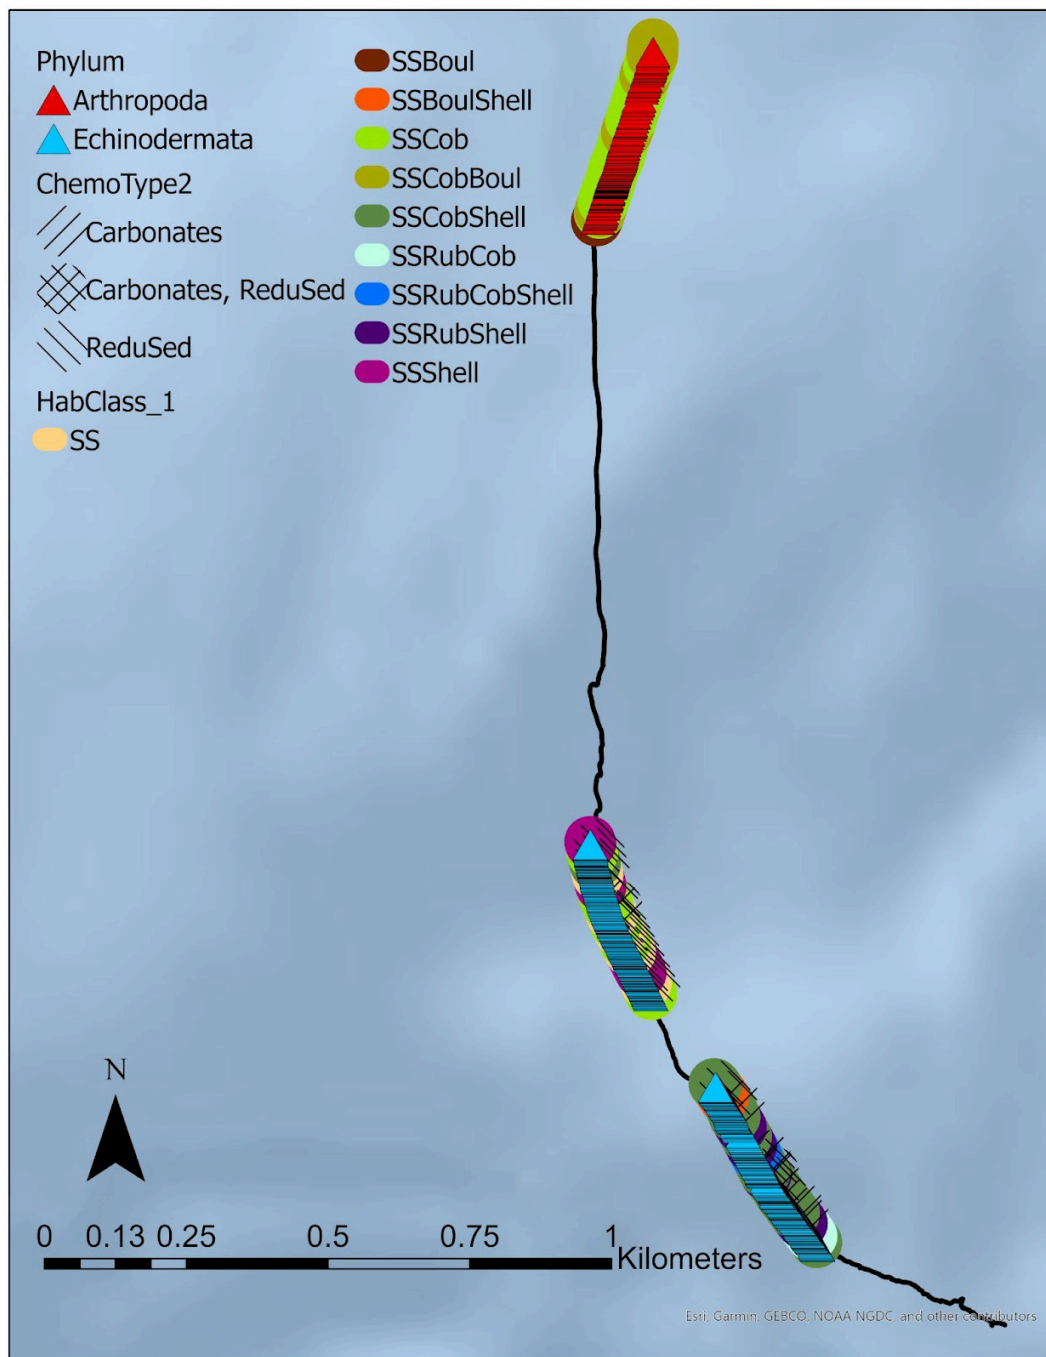 Phylum
Arthropoda
Echinodermata
ChemoType2
Carbonates
Carbonates, ReduSed
ReduSed
HabClass_1
SS
SSBoul
SSBoulShell
SSCob
SSCobBoul
SSCobShell
SSRubCob
SSRubCobShell
SSRubShell
SSShell
N
0 0.13 0.25 0.5 0.75 1
Kilometers
Esri, Garmin, GEBCO, NOAA NGDC, and other contributors